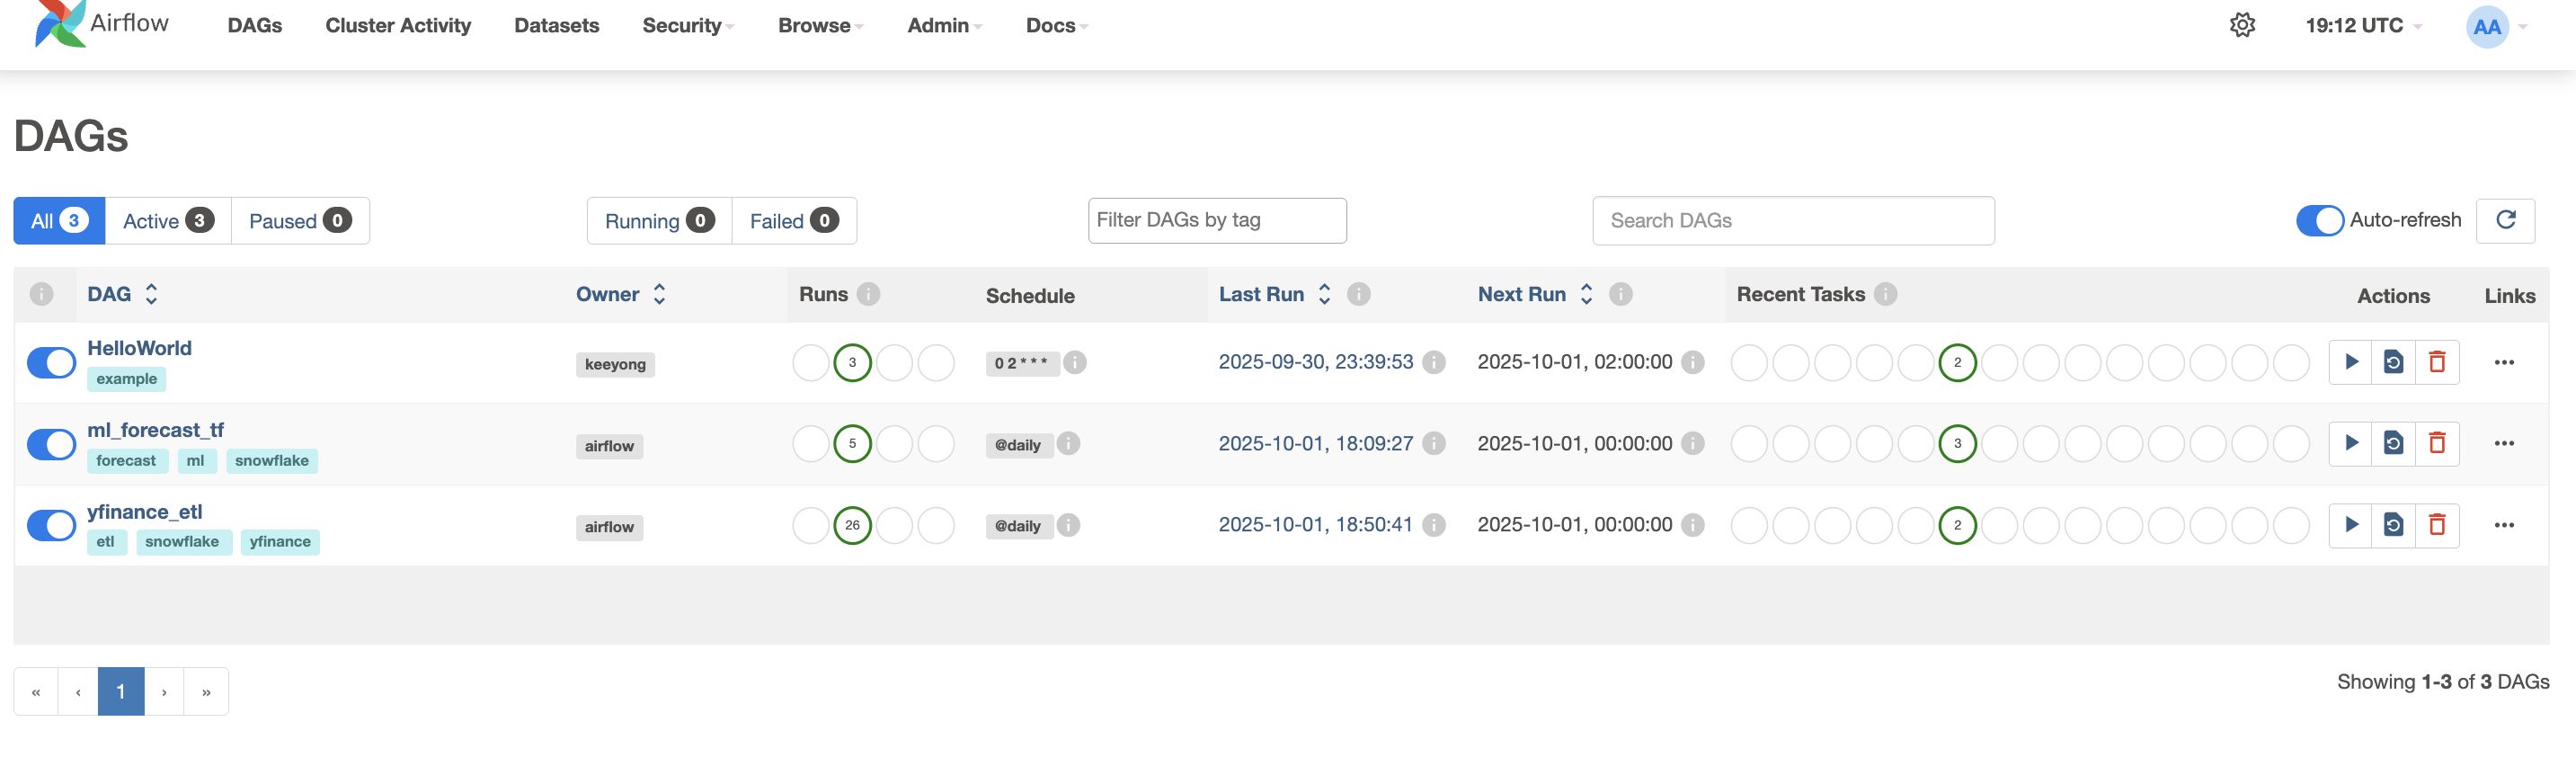 Airflow DAGs Cluster Activity Datasets Security Browse Admin Docs 19:12 UTC AA
DAGs
All 3 Active 3 Paused 0 Running 0 Failed 0 Filter DAGs by tag Search DAGs Auto-refresh
DAG Owner Runs Schedule Last Run Next Run Recent Tasks Actions Links
HelloWorld
example
keeyong 3 0 2 * * * 2025-09-30, 23:39:53 2025-10-01, 02:00:00 2
ml_forecast_tf
forecast ml snowflake
airflow 5 @daily 2025-10-01, 18:09:27 2025-10-01, 00:00:00 3
yfinance_etl
etl snowflake yfinance
airflow 26 @daily 2025-10-01, 18:50:41 2025-10-01, 00:00:00 2
« ‹ 1 › »
Showing 1-3 of 3 DAGs